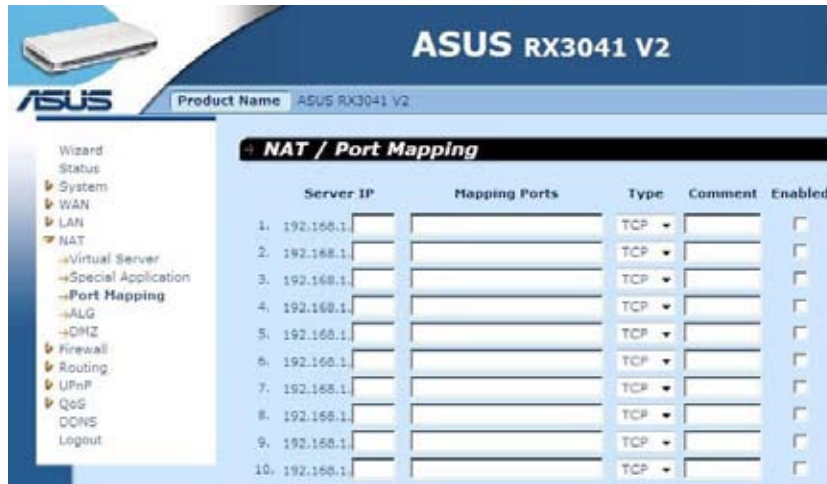 ASUS RX3041 V2
ASUS
Product Name ASUS RX3041 V2
Wizard
Status
System
WAN
LAN
NAT
Virtual Server
Special Application
Port Mapping
ALG
DMZ
Firewall
Routing
UPnP
QoS
DDNS
Logout
NAT / Port Mapping
Server IP Mapping Ports Type Comment Enabled
1. 192.168.1. TCP
2. 192.168.1. TCP
3. 192.168.1. TCP
4. 192.168.1. TCP
5. 192.168.1. TCP
6. 192.168.1. TCP
7. 192.168.1. TCP
8. 192.168.1. TCP
9. 192.168.1. TCP
10. 192.168.1. TCP